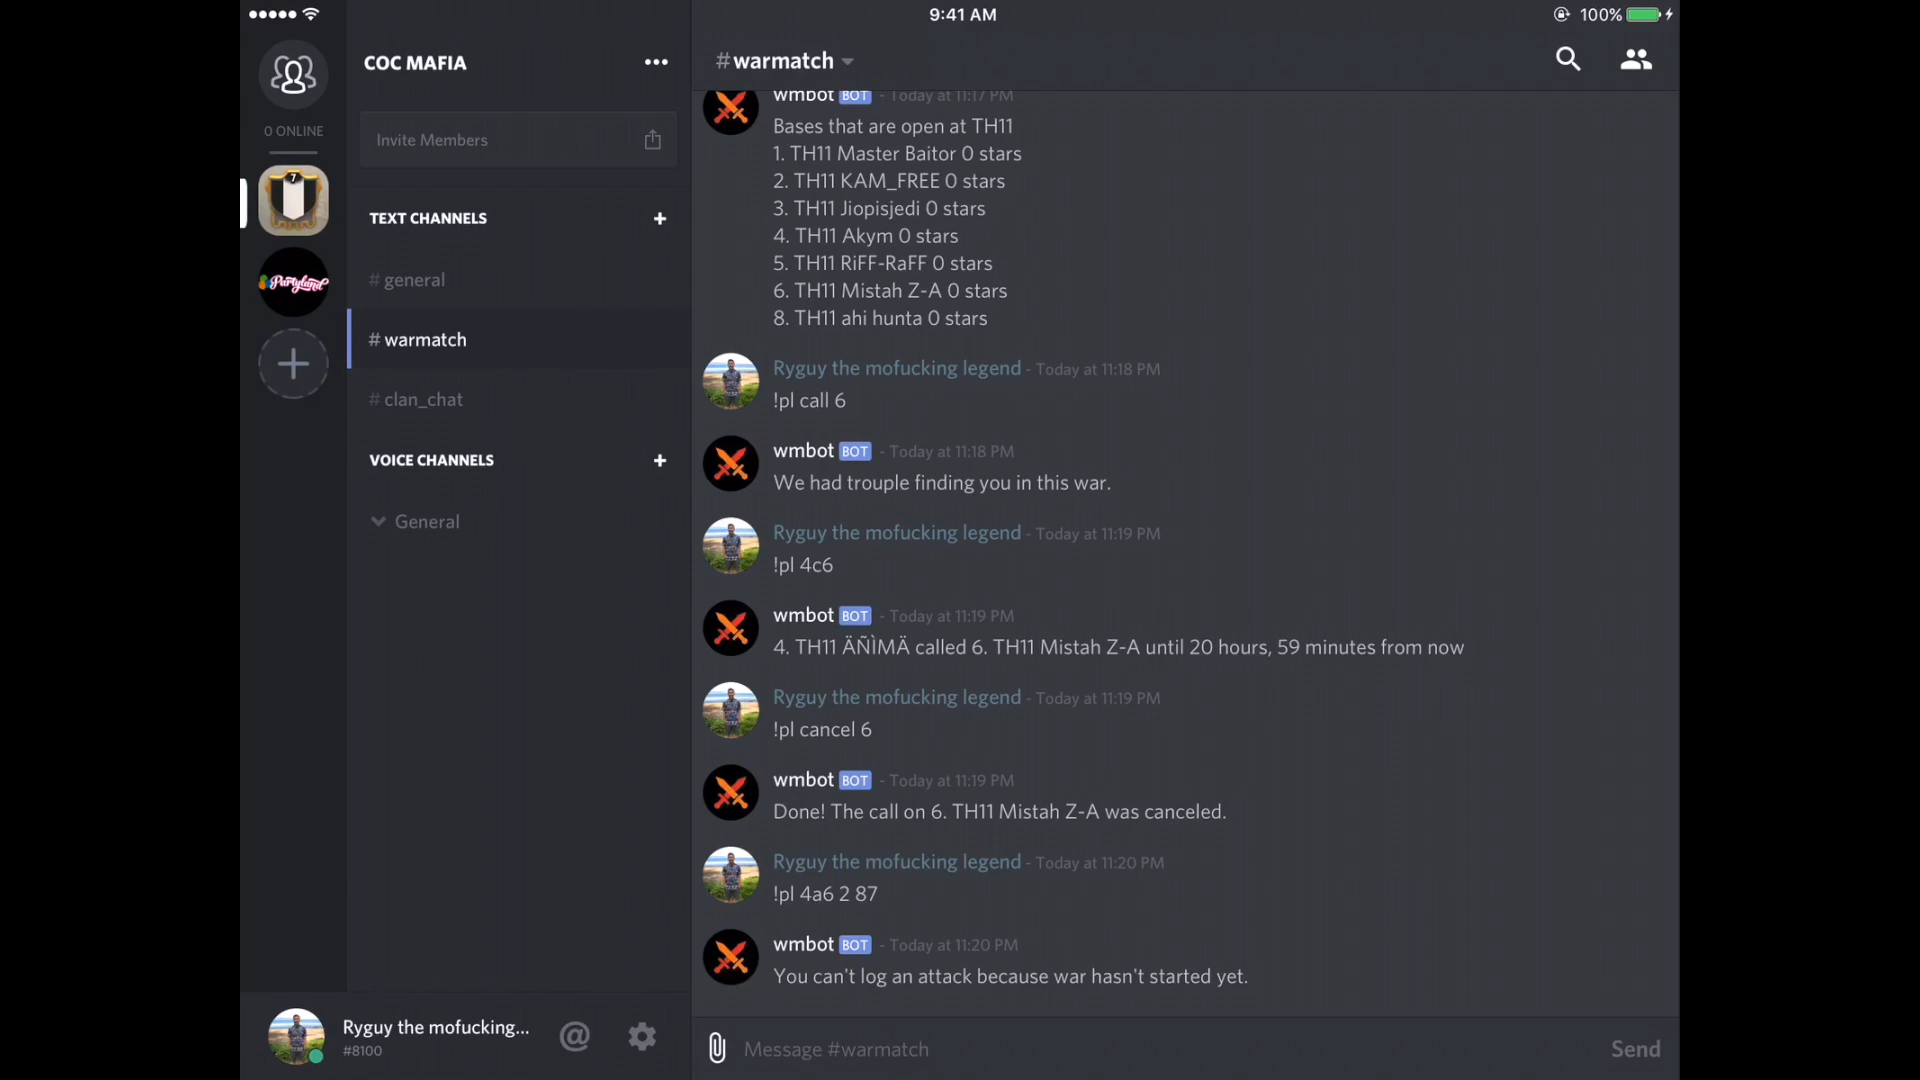 9:41 AM
100%
COC MAFIA
0 ONLINE
Invite Members
7
Partyland
TEXT CHANNELS
# general
# warmatch
# clan_chat
VOICE CHANNELS
General
Ryguy the mofucking...
#8100
#warmatch
wmbot BOT - Today at 11:17 PM
Bases that are open at TH11
1. TH11 Master Baitor 0 stars
2. TH11 KAM_FREE 0 stars
3. TH11 Jiopisjedi 0 stars
4. TH11 Akym 0 stars
5. TH11 RiFF-RaFF 0 stars
6. TH11 Mistah Z-A 0 stars
8. TH11 ahi hunta 0 stars
Ryguy the mofucking legend - Today at 11:18 PM
!pl call 6
wmbot BOT - Today at 11:18 PM
We had trouple finding you in this war.
Ryguy the mofucking legend - Today at 11:19 PM
!pl 4c6
wmbot BOT - Today at 11:19 PM
4. TH11 ÄÑÌMÄ called 6. TH11 Mistah Z-A until 20 hours, 59 minutes from now
Ryguy the mofucking legend - Today at 11:19 PM
!pl cancel 6
wmbot BOT - Today at 11:19 PM
Done! The call on 6. TH11 Mistah Z-A was canceled.
Ryguy the mofucking legend - Today at 11:20 PM
!pl 4a6 2 87
wmbot BOT - Today at 11:20 PM
You can't log an attack because war hasn't started yet.
Message #warmatch
Send